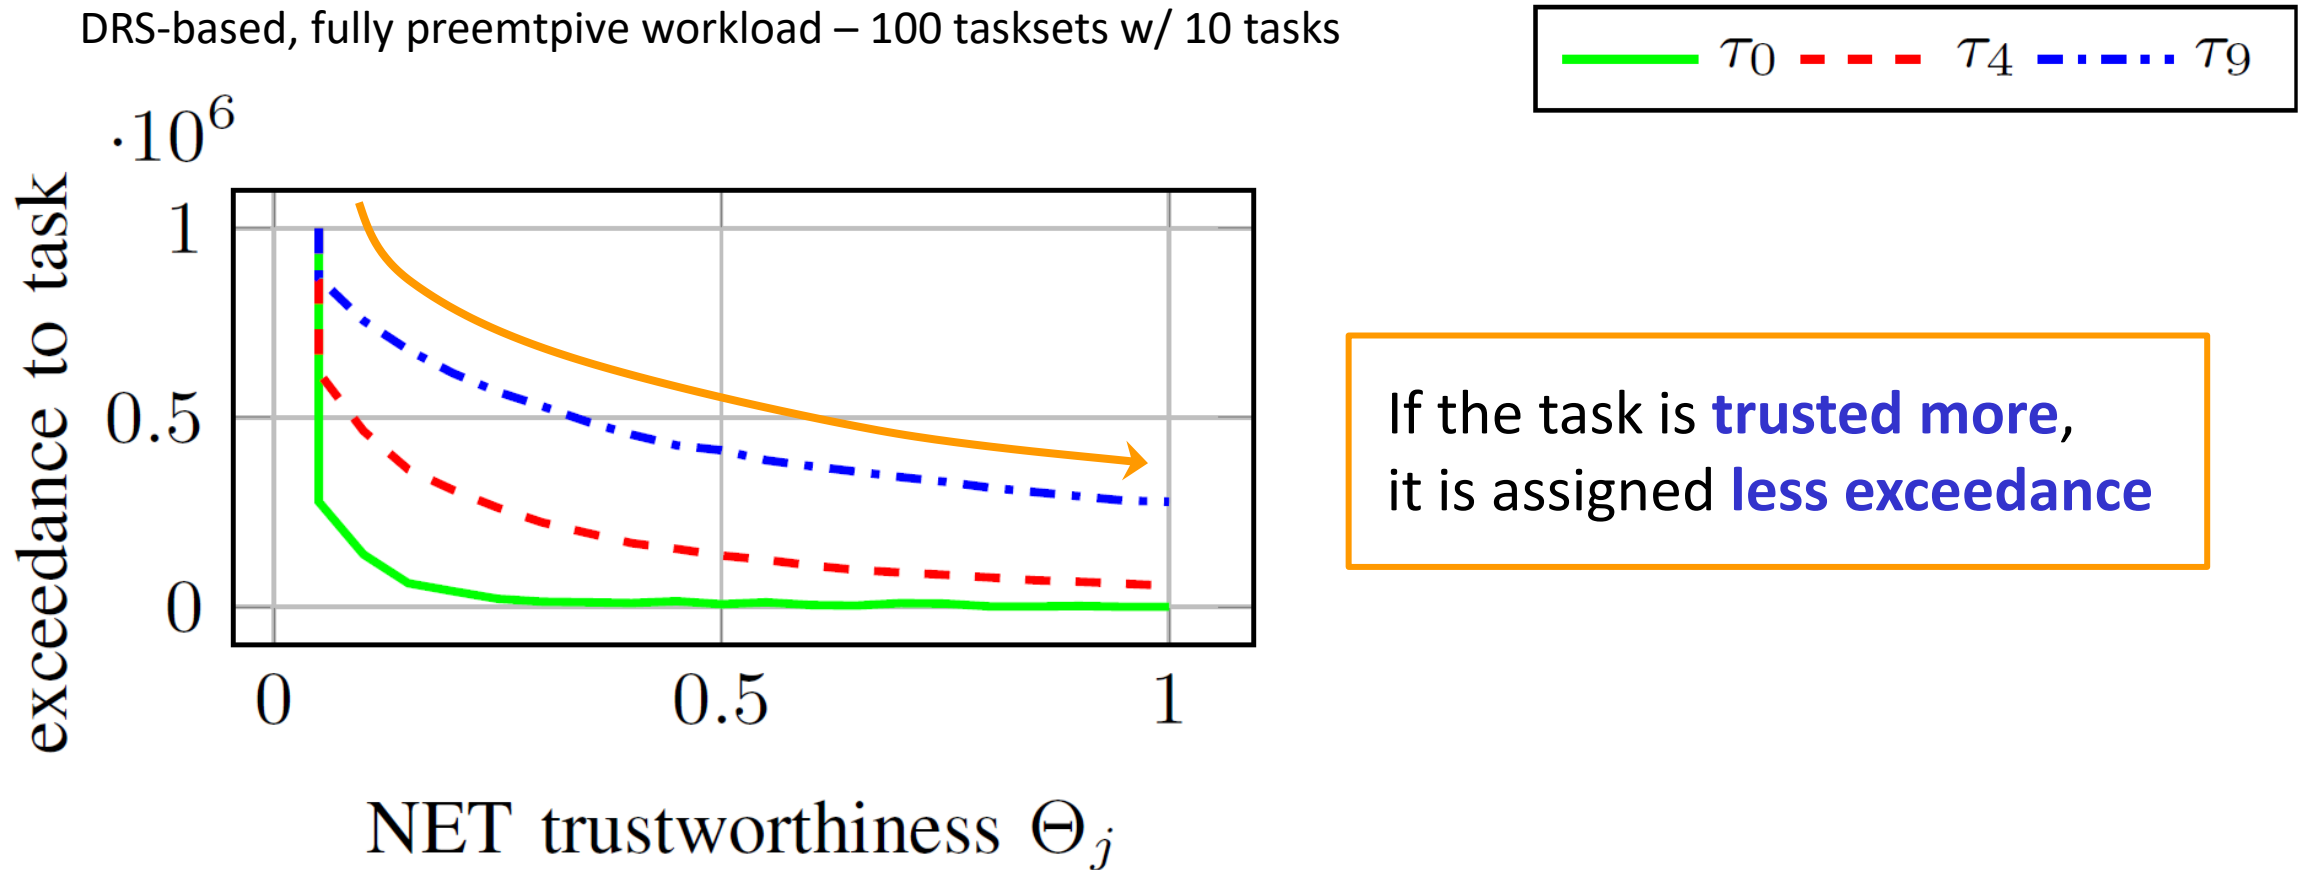 DRS-based, fully preemtpive workload – 100 tasksets w/ 10 tasks
τ0 τ4 τ9
·10^6
exceedance to task
1
0.5
0
0 0.5 1
NET trustworthiness Θj
If the task is trusted more,
it is assigned less exceedance